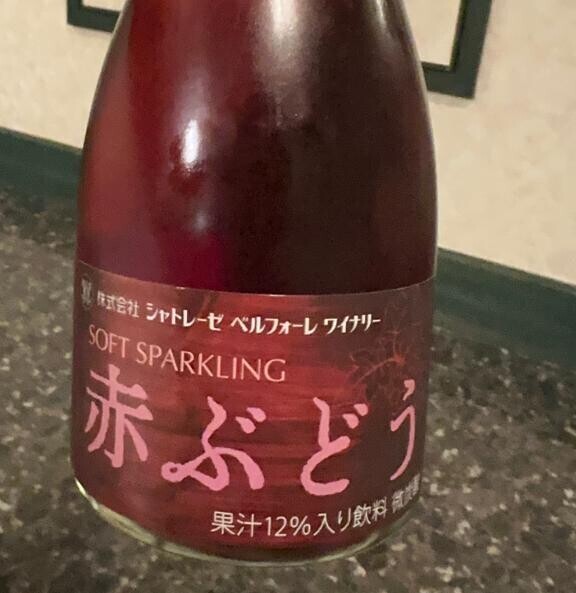 株式会社 シャトレーゼ ベルフォーレ ワイナリー
SOFT SPARKLING
赤ぶどう
果汁12%入り飲料 微炭酸